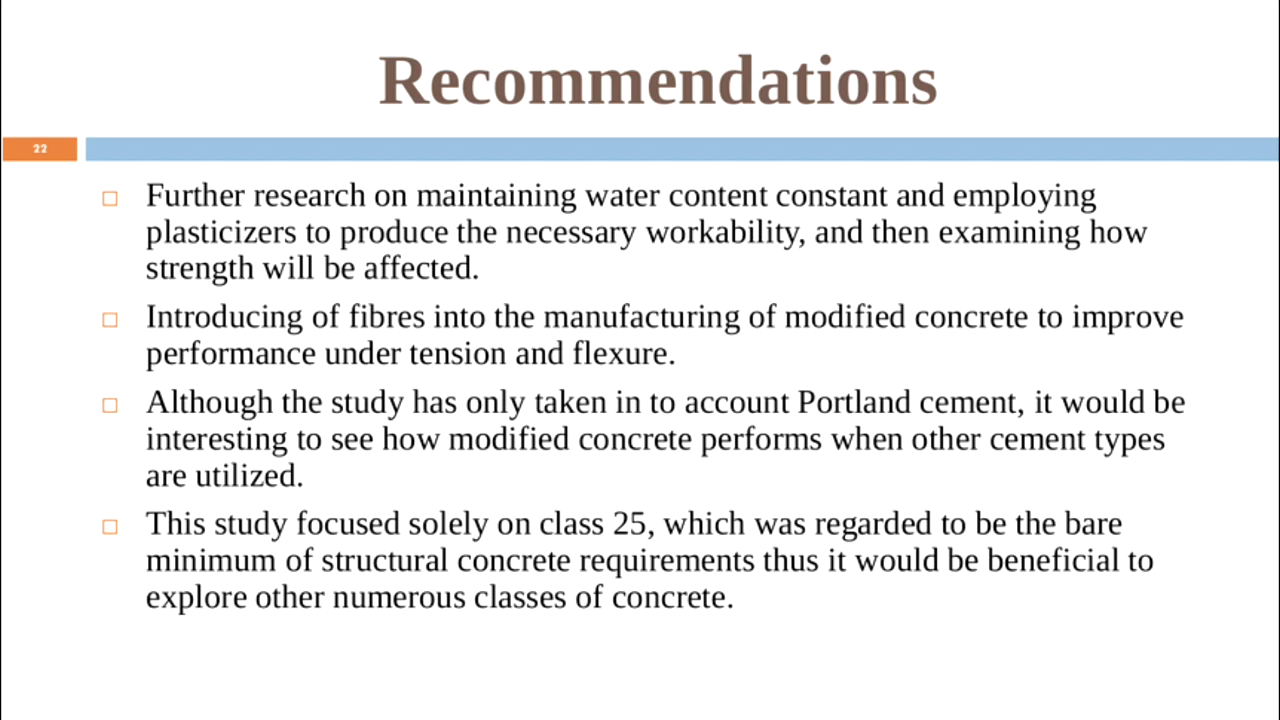 Recommendations
22
Further research on maintaining water content constant and employing
plasticizers to produce the necessary workability, and then examining how
strength will be affected.
Introducing of fibres into the manufacturing of modified concrete to improve
performance under tension and flexure.
Although the study has only taken in to account Portland cement, it would be
interesting to see how modified concrete performs when other cement types
are utilized.
This study focused solely on class 25, which was regarded to be the bare
minimum of structural concrete requirements thus it would be beneficial to
explore other numerous classes of concrete.